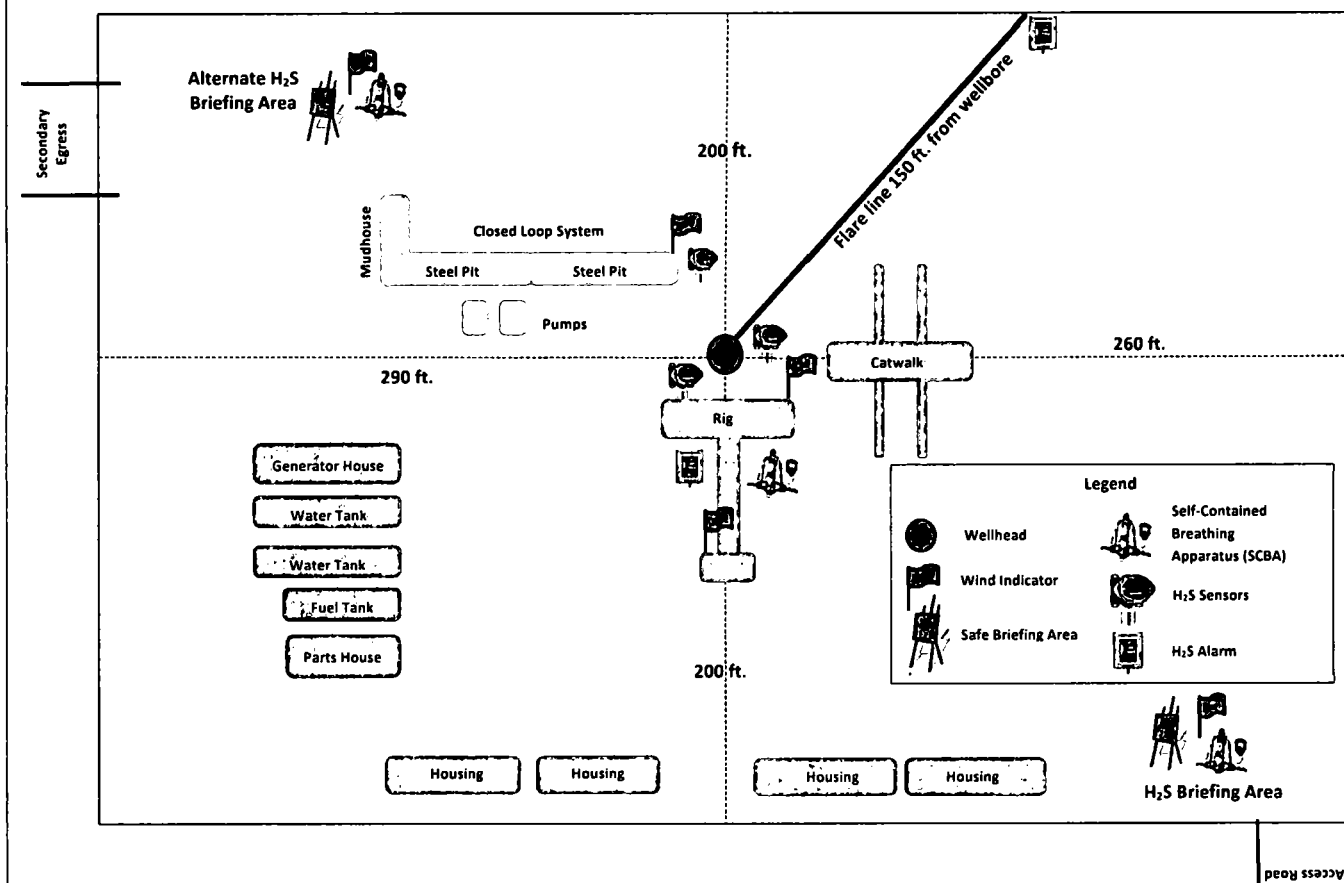 Alternate H₂S
Briefing Area
Secondary
Egress
200 ft.
Flare line 150 ft. from wellbore
Mudhouse
Closed Loop System
Steel Pit
Steel Pit
Pumps
290 ft.
260 ft.
Catwalk
Rig
Generator House
Water Tank
Water Tank
Fuel Tank
Parts House
Legend
Wellhead
Wind Indicator
Safe Briefing Area
Self-Contained
Breathing
Apparatus (SCBA)
H₂S Sensors
H₂S Alarm
200 ft.
Housing
Housing
Housing
Housing
H₂S Briefing Area
Access Road